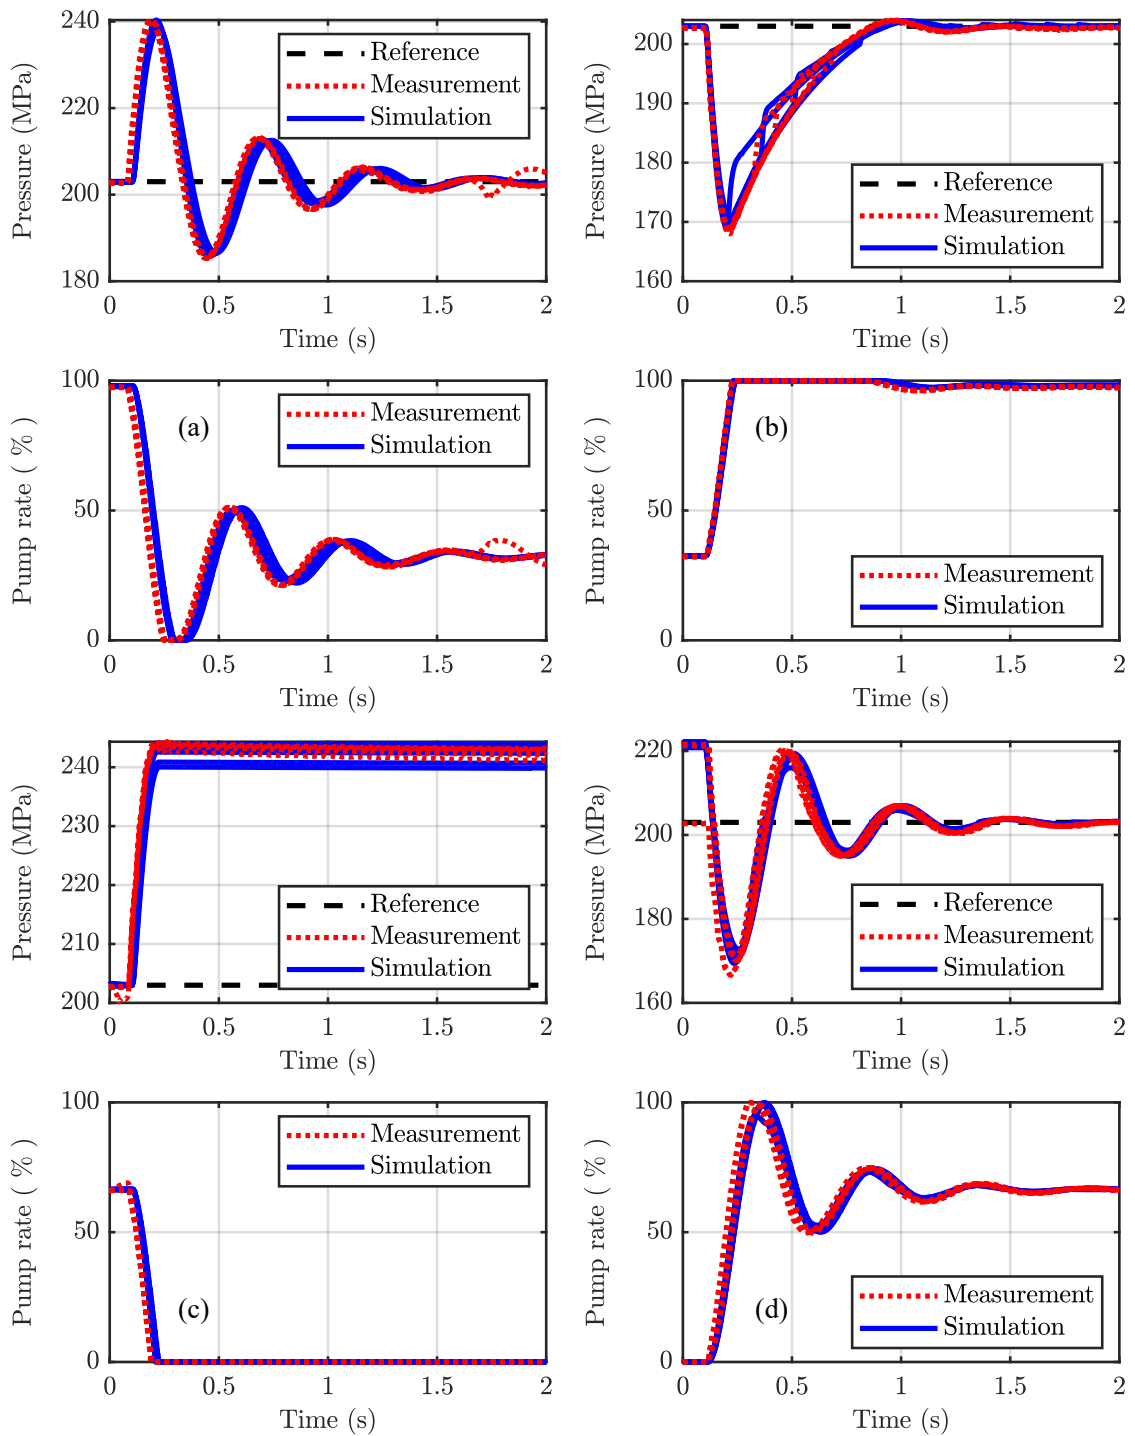 Pressure (MPa)
240
220
200
180
Reference
Measurement
Simulation
0
0.5
1
1.5
2
Time (s)
Pressure (MPa)
200
190
180
170
160
Reference
Measurement
Simulation
0
0.5
1
1.5
2
Time (s)
Pump rate ( % )
100
50
0
(a)
Measurement
Simulation
0
0.5
1
1.5
2
Time (s)
Pump rate ( % )
100
50
0
(b)
Measurement
Simulation
0
0.5
1
1.5
2
Time (s)
Pressure (MPa)
240
230
220
210
200
Reference
Measurement
Simulation
0
0.5
1
1.5
2
Time (s)
Pressure (MPa)
220
200
180
160
Reference
Measurement
Simulation
0
0.5
1
1.5
2
Time (s)
Pump rate ( % )
100
50
0
Measurement
Simulation
(c)
0
0.5
1
1.5
2
Time (s)
Pump rate ( % )
100
50
0
Measurement
Simulation
(d)
0
0.5
1
1.5
2
Time (s)